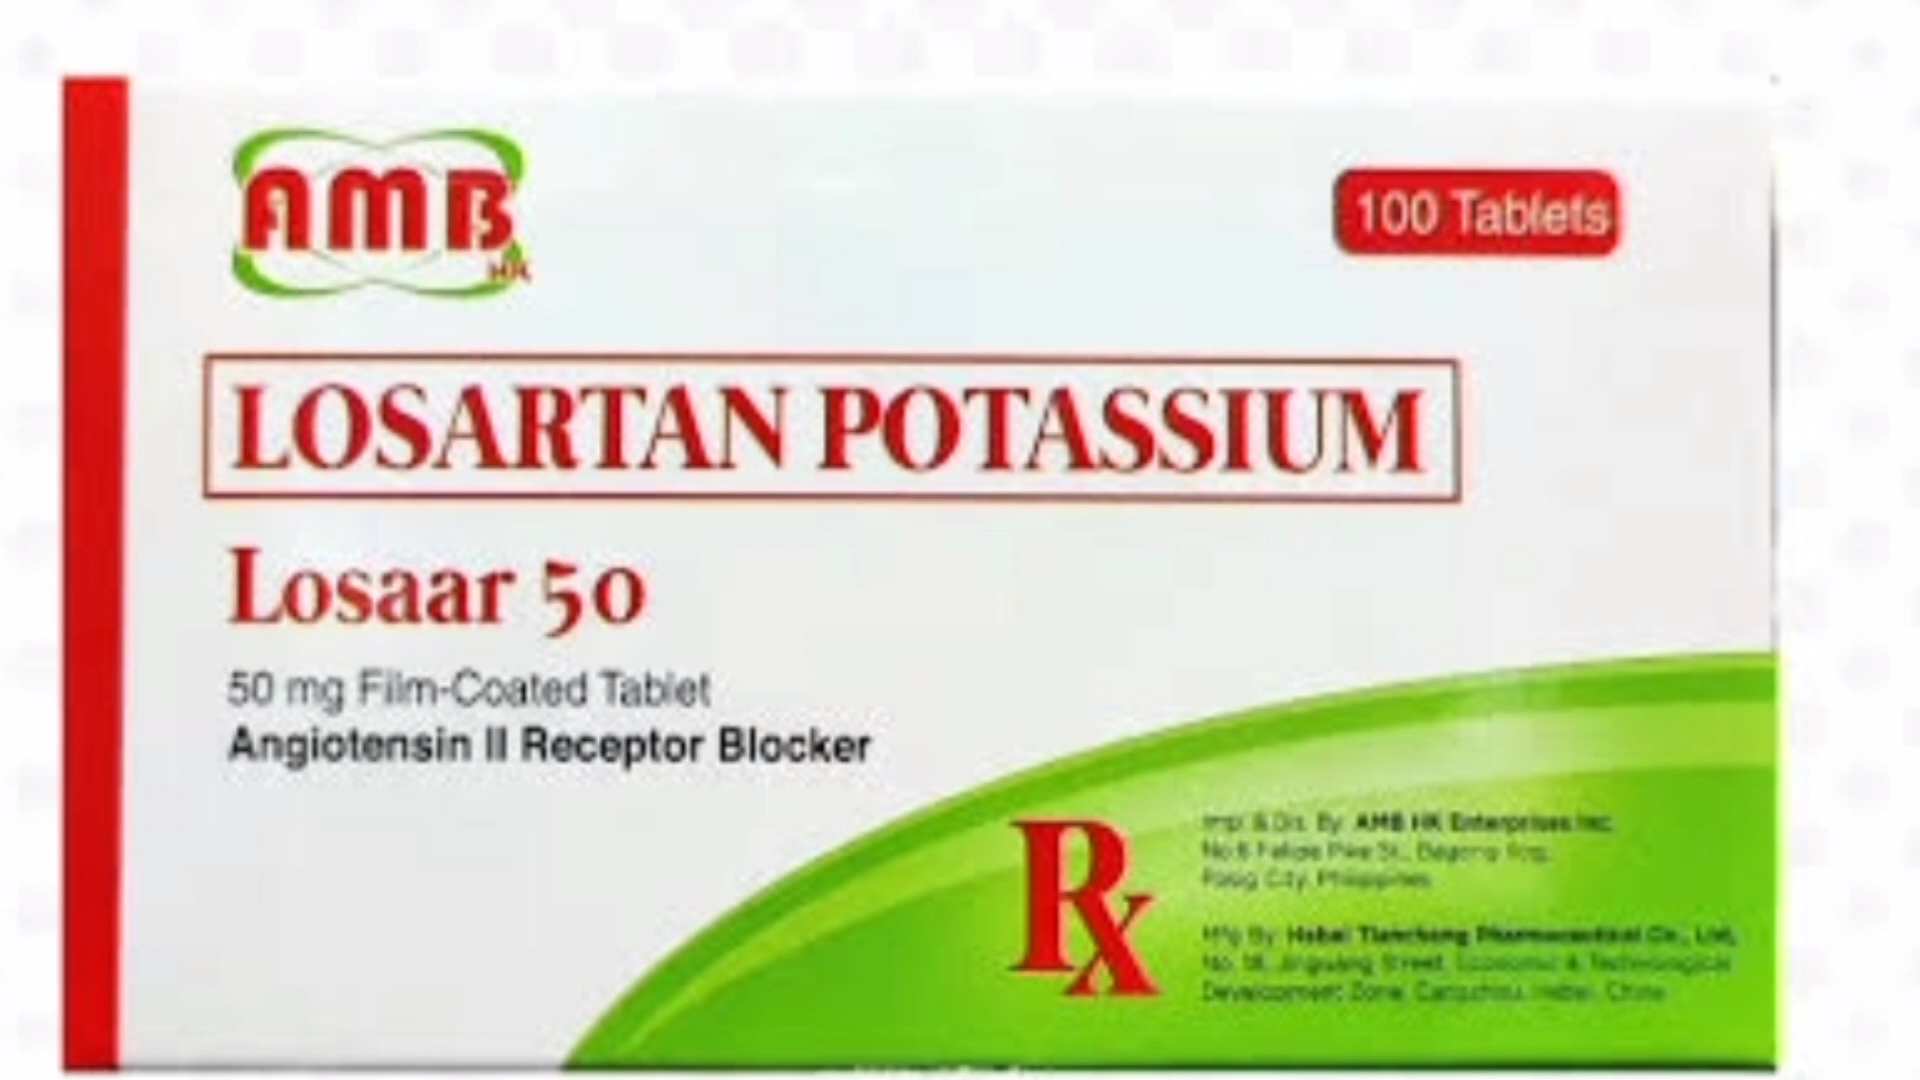 AMB
HK
100 Tablets
LOSARTAN POTASSIUM
Losaar 50
50 mg Film-Coated Tablet
Angiotensin II Receptor Blocker
Rx
Imp. & Dis. By: AMB HK Enterprises Inc.
Pasig City, Philippines
Mfg By: Hebei Tiancheng Pharmaceutical Co., Ltd.
No. 18, Jinguang Street, Economic & Technological
Development Zone, Cangzhou, Hebei, China